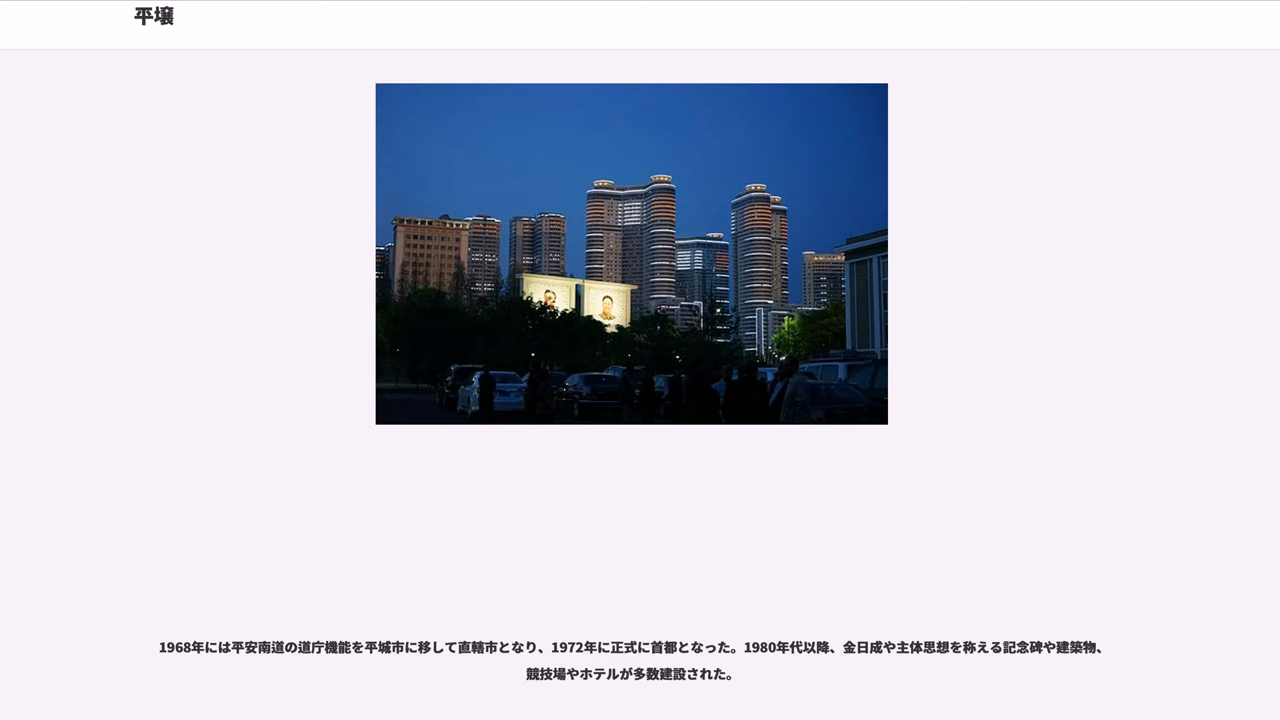 平壌
1968年には平安南道の道庁機能を平城市に移して直轄市となり、1972年に正式に首都となった。1980年代以降、金日成や主体思想を称える記念碑や建築物、
競技場やホテルが多数建設された。